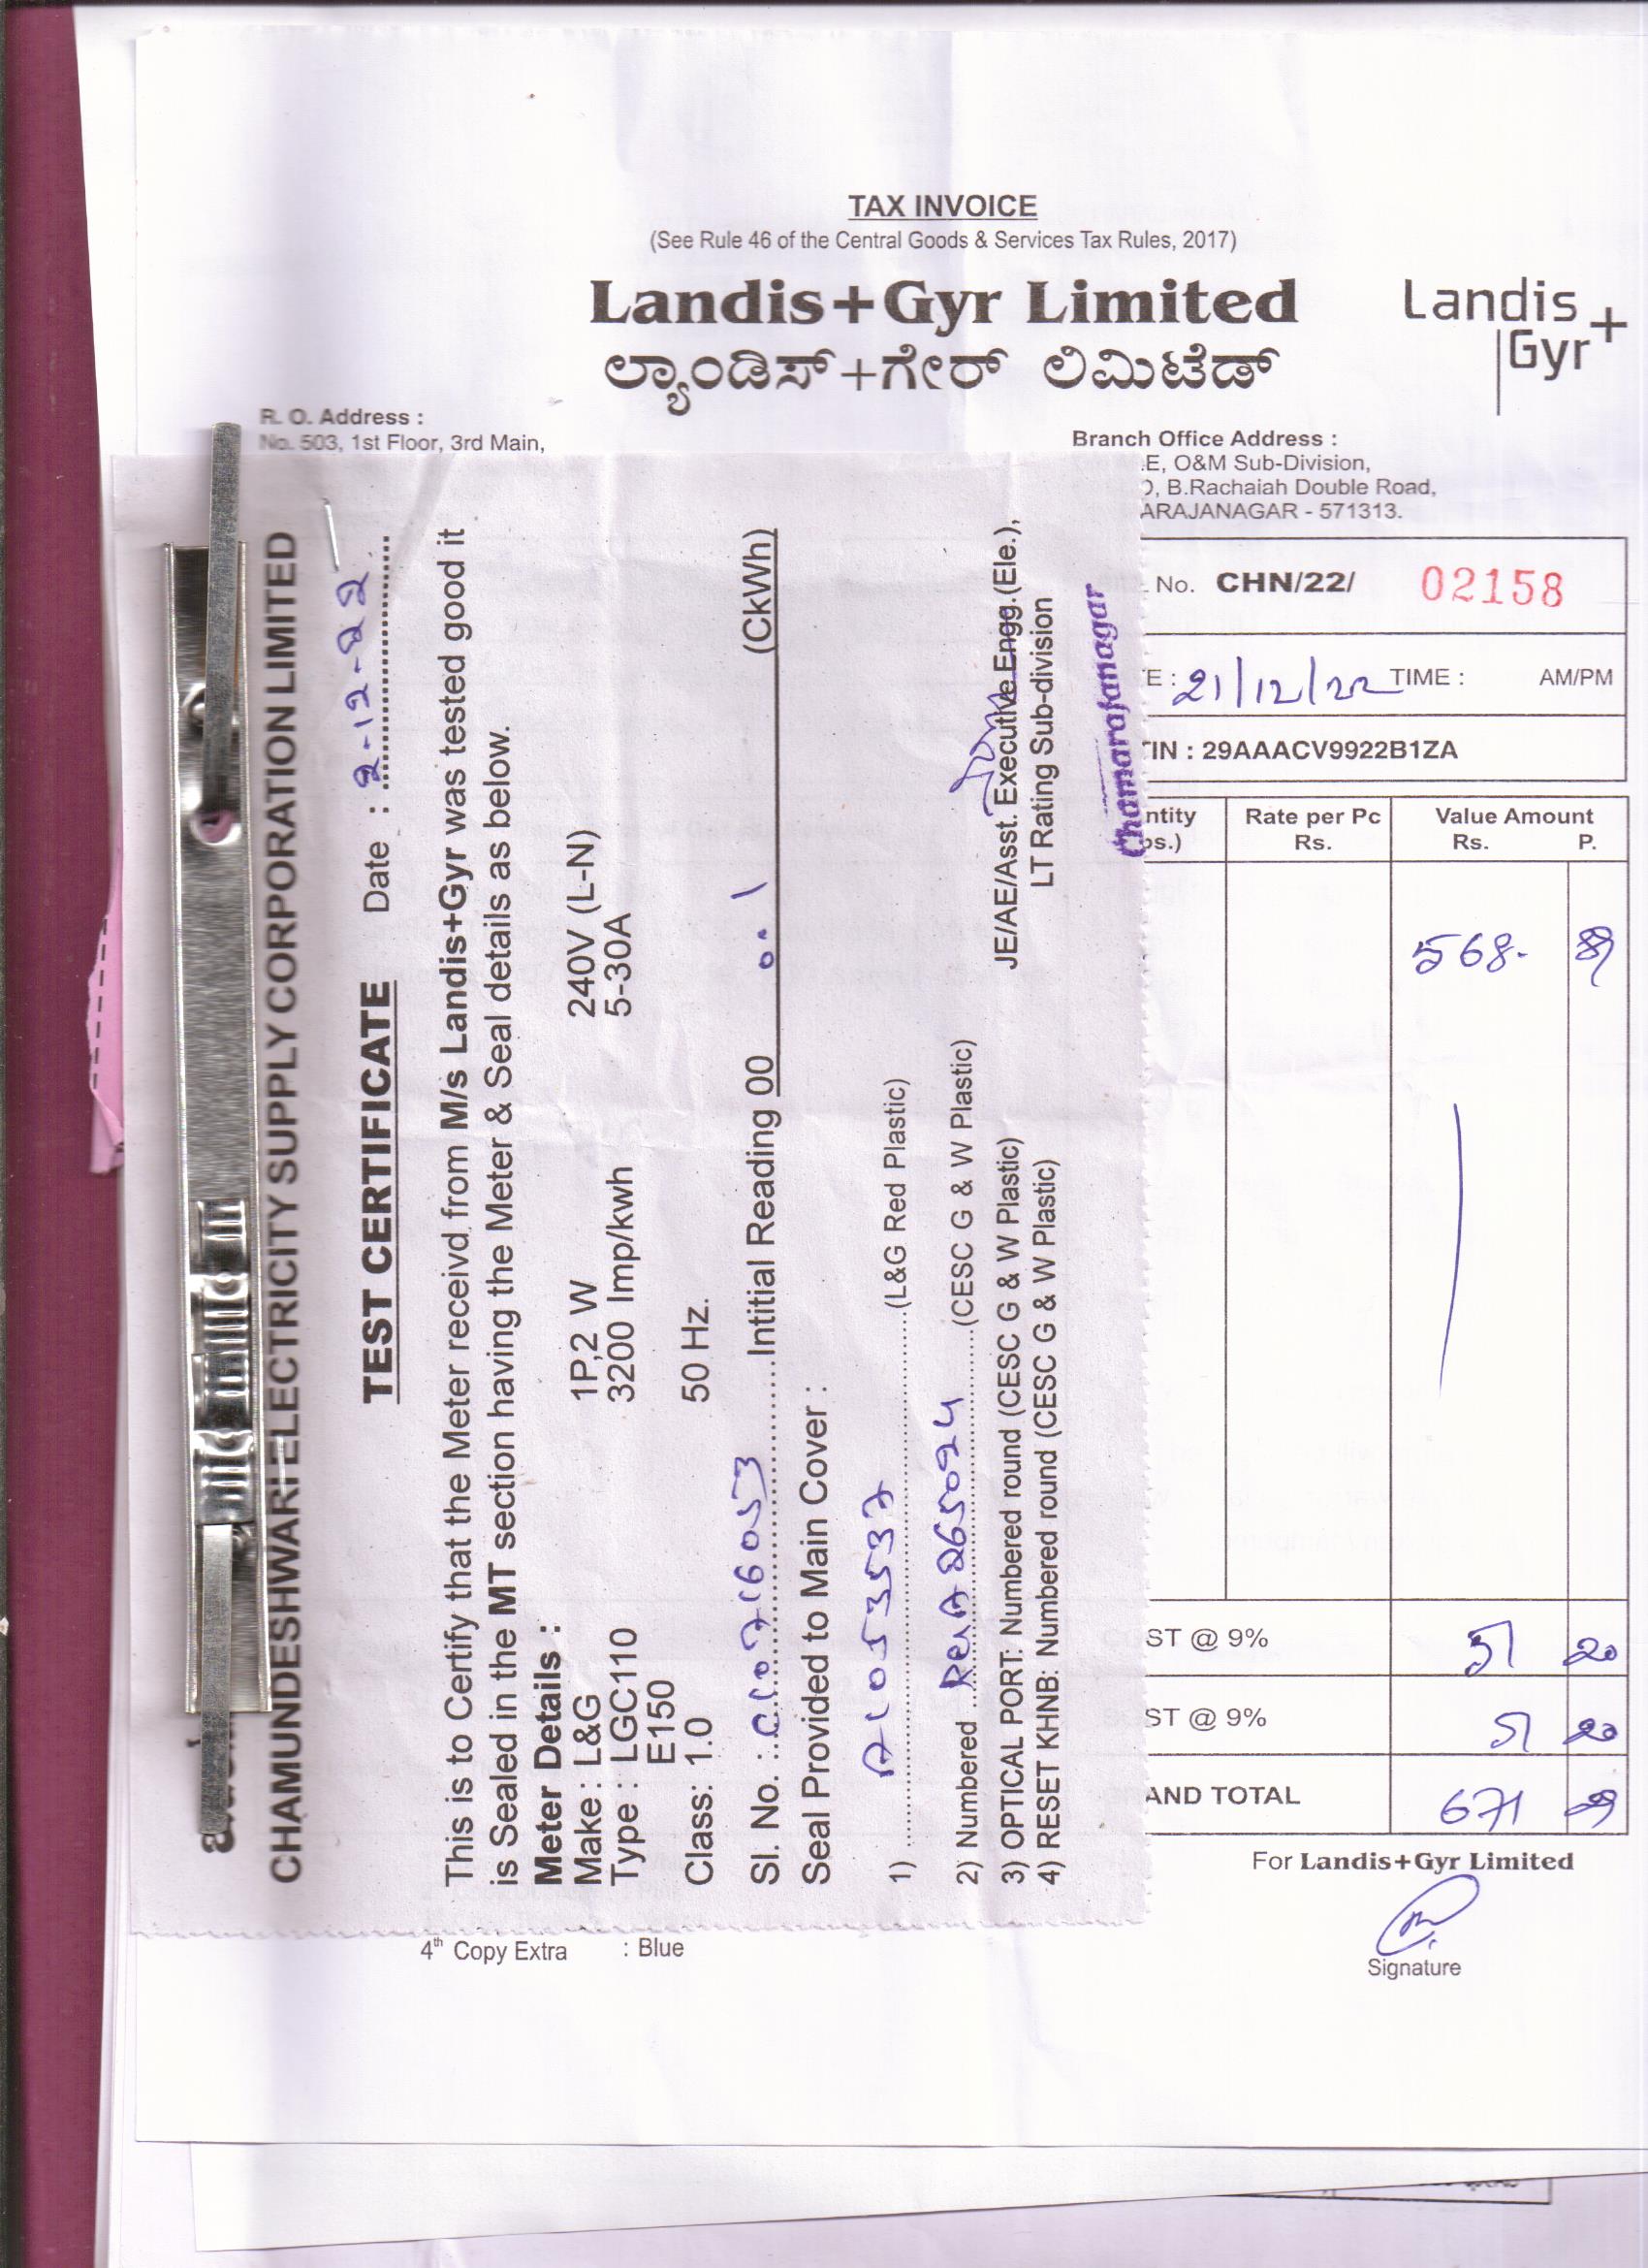 TAX INVOICE
(See Rule 46 of the Central Goods & Services Tax Rules, 2017)
Landis+Gyr Limited
ಲ್ಯಾಂಡಿಸ್+ಗೇರ್ ಲಿಮಿಟೆಡ್
Landis
Gyr+
R. O. Address :
No. 503, 1st Floor, 3rd Main,
Branch Office Address :
E, O&M Sub-Division,
, B.Rachaiah Double Road,
ARAJANAGAR - 571313.
No. CHN/22/ 02158
E : 21/12/22 TIME : AM/PM
TIN : 29AAACV9922B1ZA
ntity Rate per Pc Value Amount
os.) Rs. Rs. P.
568-
ST @ 9% 51 20
ST @ 9% 51 20
AND TOTAL 671 29
For Landis+Gyr Limited
Signature
4th Copy Extra : Blue
CHAMUNDESHWARI ELECTRICITY SUPPLY CORPORATION LIMITED
TEST CERTIFICATE Date : 2-12-22
This is to Certify that the Meter receivd from M/s Landis+Gyr was tested good it
is Sealed in the MT section having the Meter & Seal details as below.
Meter Details :
Make : L&G 1P,2 W 240V (L-N)
Type : LGC110 3200 Imp/kwh 5-30A
E150
Class: 1.0 50 Hz.
Sl. No. : Intitial Reading 00 (CkWh)
Seal Provided to Main Cover :
1) (L&G Red Plastic)
2) Numbered (CESC G & W Plastic)
3) OPTICAL PORT: Numbered round (CESC G & W Plastic)
4) RESET KHNB: Numbered round (CESC G & W Plastic)
JE/AE/Asst. Executive Engg.(Ele.),
LT Rating Sub-division
Chamarajanagar